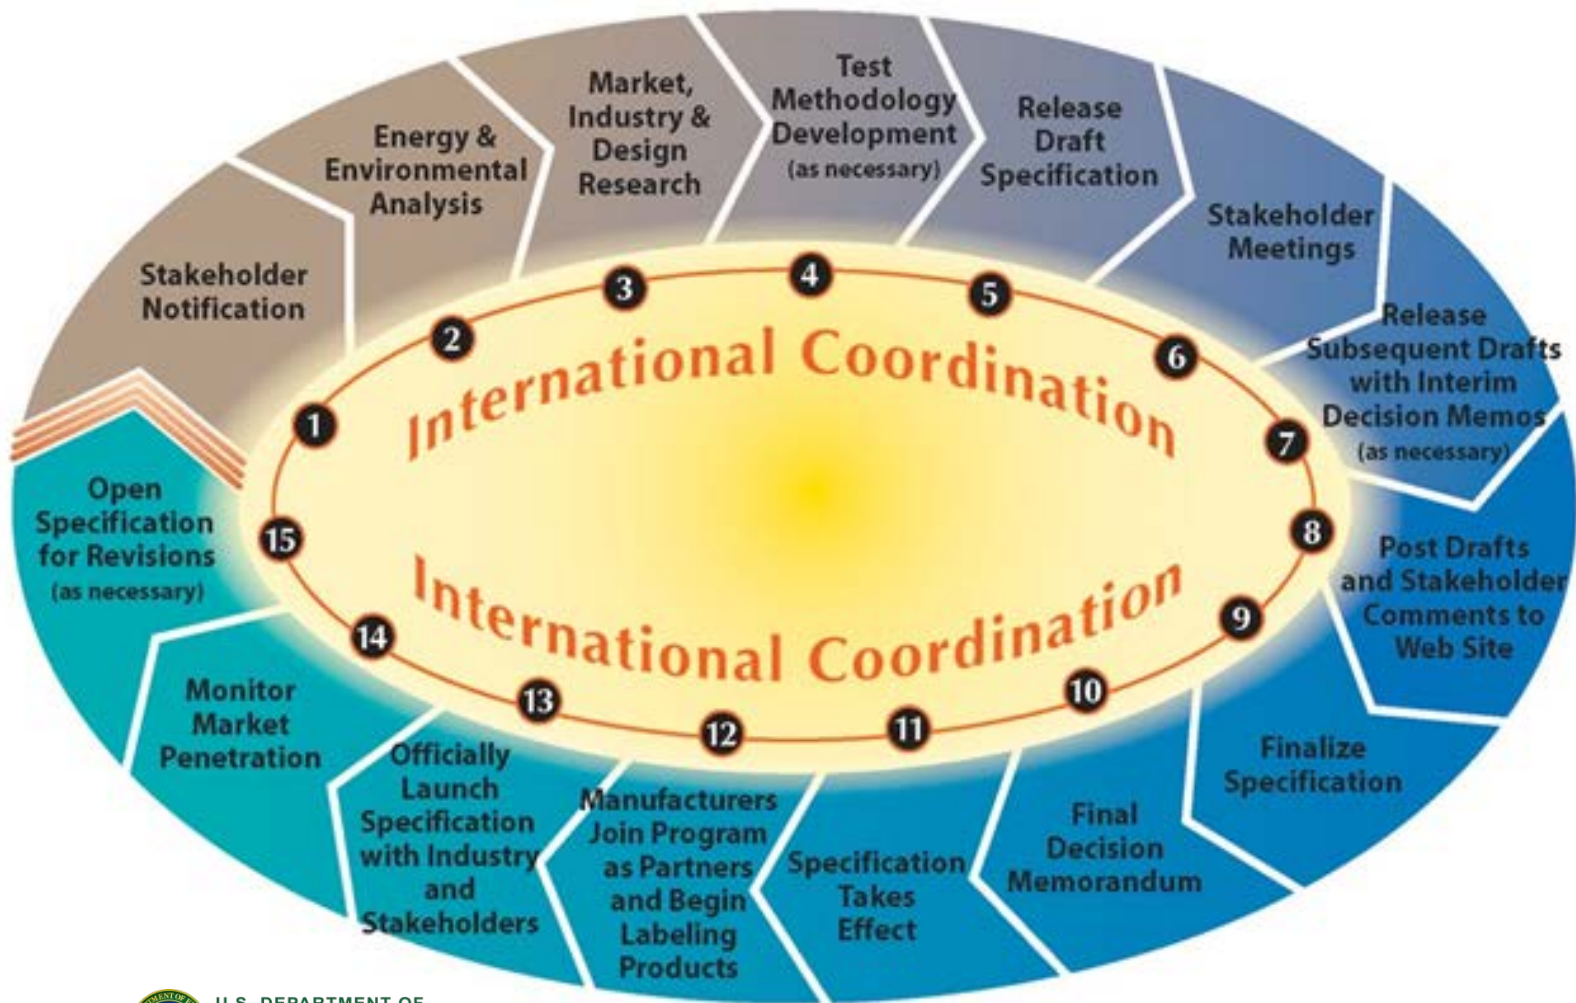 Stakeholder
Notification
Energy &
Environmental
Analysis
Market,
Industry &
Design
Research
Test
Methodology
Development
(as necessary)
Release
Draft
Specification
Stakeholder
Meetings
Release
Subsequent Drafts
with Interim
Decision Memos
(as necessary)
Post Drafts
and Stakeholder
Comments to
Web Site
Finalize
Specification
Final
Decision
Memorandum
Specification
Takes
Effect
Manufacturers
Join Program
as Partners
and Begin
Labeling
Products
Officially
Launch
Specification
with Industry
and
Stakeholders
Monitor
Market
Penetration
Open
Specification
for Revisions
(as necessary)
1
2
3
4
5
6
7
8
9
10
11
12
13
14
15
International Coordination
International Coordination
U.S. DEPARTMENT OF